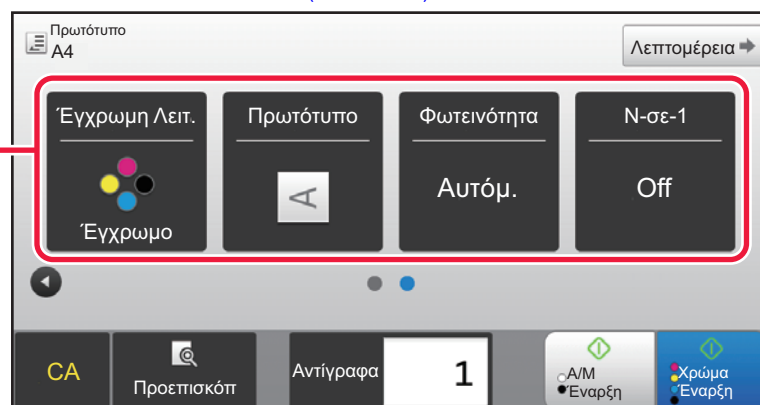 Πρωτότυπο
A4
Λεπτομέρεια
Έγχρωμη Λειτ.
Πρωτότυπο
Φωτεινότητα
N-σε-1
A
Αυτόμ.
Off
Έγχρωμο
CA
Προεπισκόπ
Αντίγραφα
1
Α/Μ
Έναρξη
Χρώμα
Έναρξη